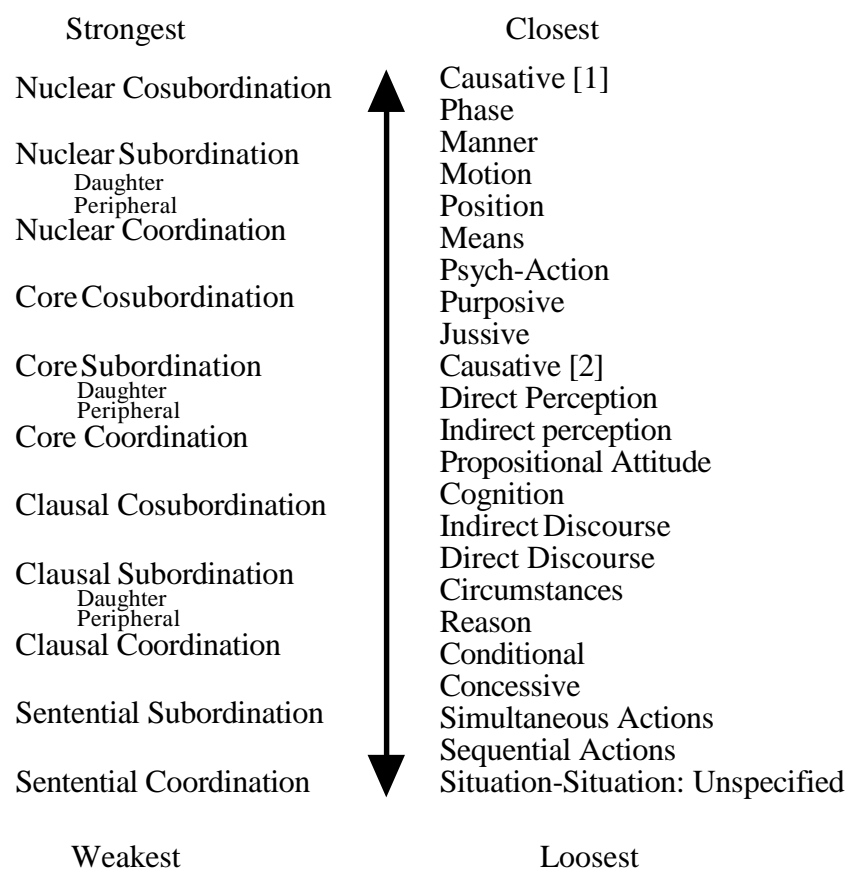 Strongest
Closest
Nuclear Cosubordination
Nuclear Subordination
Daughter
Peripheral
Nuclear Coordination
Core Cosubordination
Core Subordination
Daughter
Peripheral
Core Coordination
Clausal Cosubordination
Clausal Subordination
Daughter
Peripheral
Clausal Coordination
Sentential Subordination
Sentential Coordination
Causative [1]
Phase
Manner
Motion
Position
Means
Psych-Action
Purposive
Jussive
Causative [2]
Direct Perception
Indirect perception
Propositional Attitude
Cognition
Indirect Discourse
Direct Discourse
Circumstances
Reason
Conditional
Concessive
Simultaneous Actions
Sequential Actions
Situation-Situation: Unspecified
Weakest
Loosest